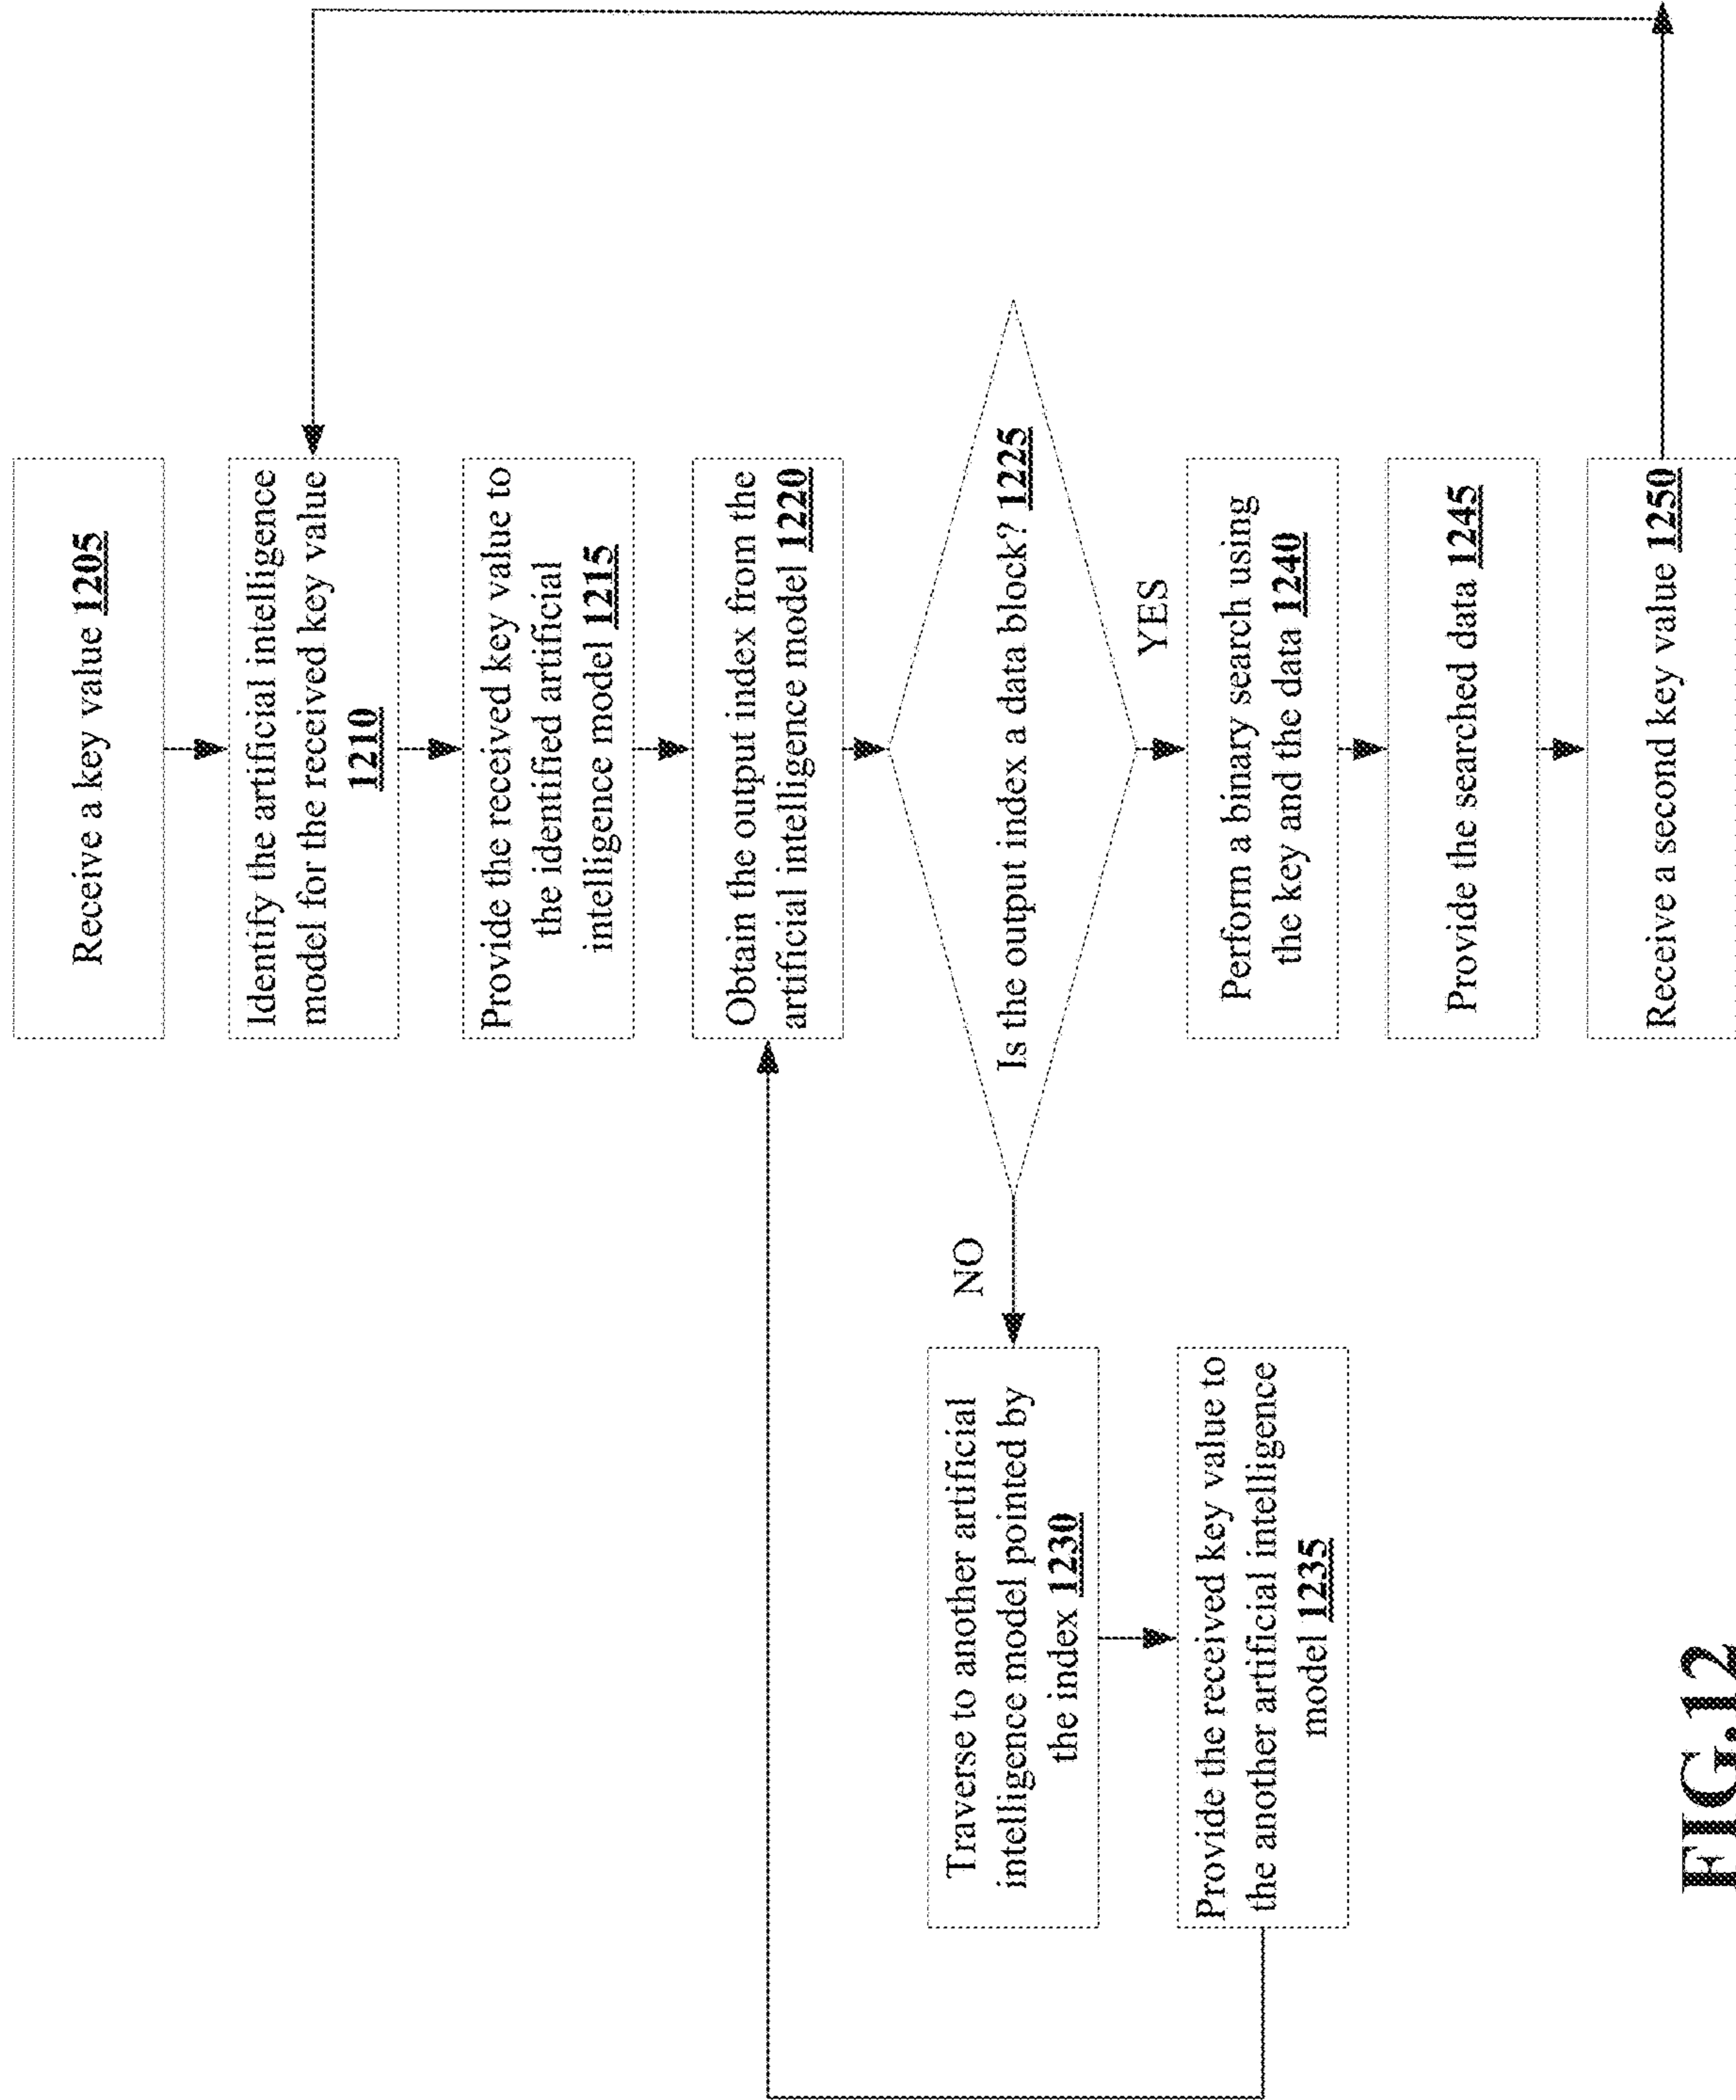 Receive a key value 1205
Identify the artificial intelligence
model for the received key value
1210
Provide the received key value to
the identified artificial
intelligence model 1215
Obtain the output index from the
artificial intelligence model 1220
Is the output index a data block? 1225
NO
YES
Traverse to another artificial
intelligence model pointed by
the index 1230
Provide the received key value to
the another artificial intelligence
model 1235
Perform a binary search using
the key and the data 1240
Provide the searched data 1245
Receive a second key value 1250
FIG.12